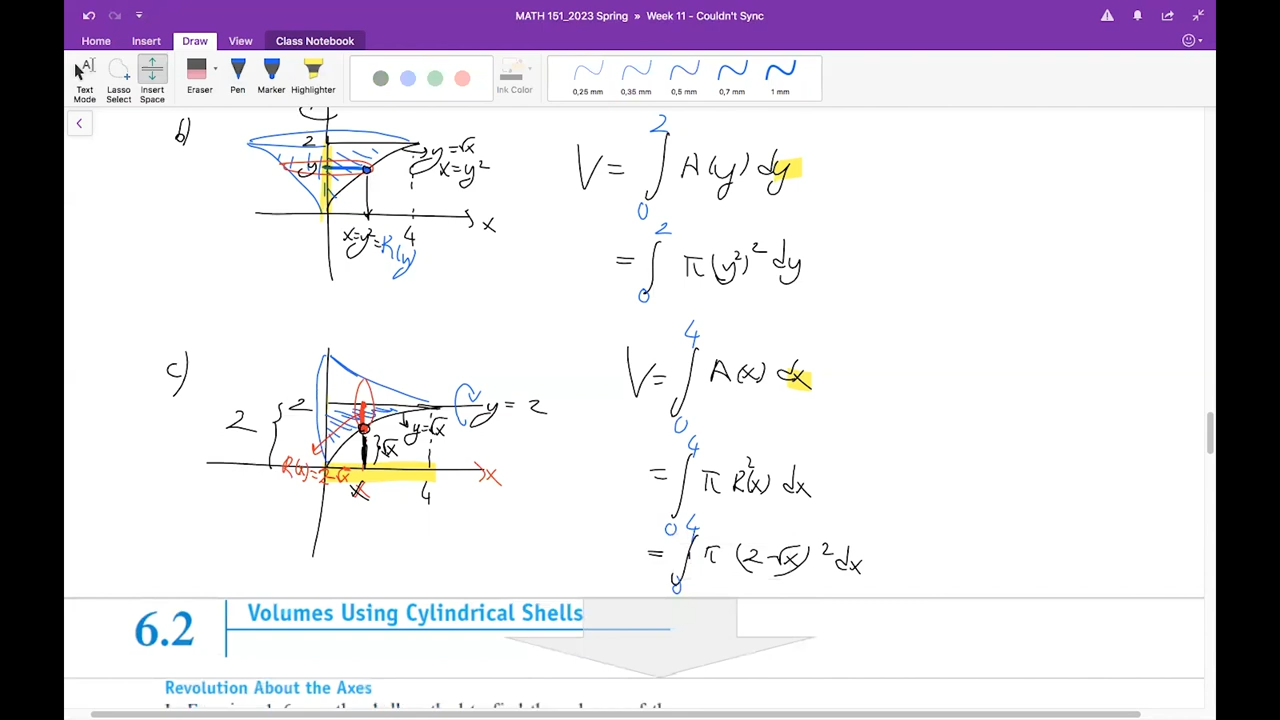 MATH 151_2023 Spring » Week 11 - Couldn't Sync
Home Insert Draw View Class Notebook
Text Mode
Lasso Select
Insert Space
Eraser
Pen
Marker
Highlighter
Ink Color
0,25 mm 0,35 mm 0,5 mm 0,7 mm 1 mm
b)
2
y
y=√x
x=y²
x
4
x=y²=R(y)
V= ∫₀² A(y) dy
= ∫₀² π(y²)² dy
c)
2 { 2
y = 2
y=√x
}√x
R(x)=2-√x
x
x
4
V= ∫₀⁴ A(x) dx
= ∫₀⁴ π R²(x) dx
= ∫₀⁴ π (2-√x)² dx
6.2 Volumes Using Cylindrical Shells
Revolution About the Axes